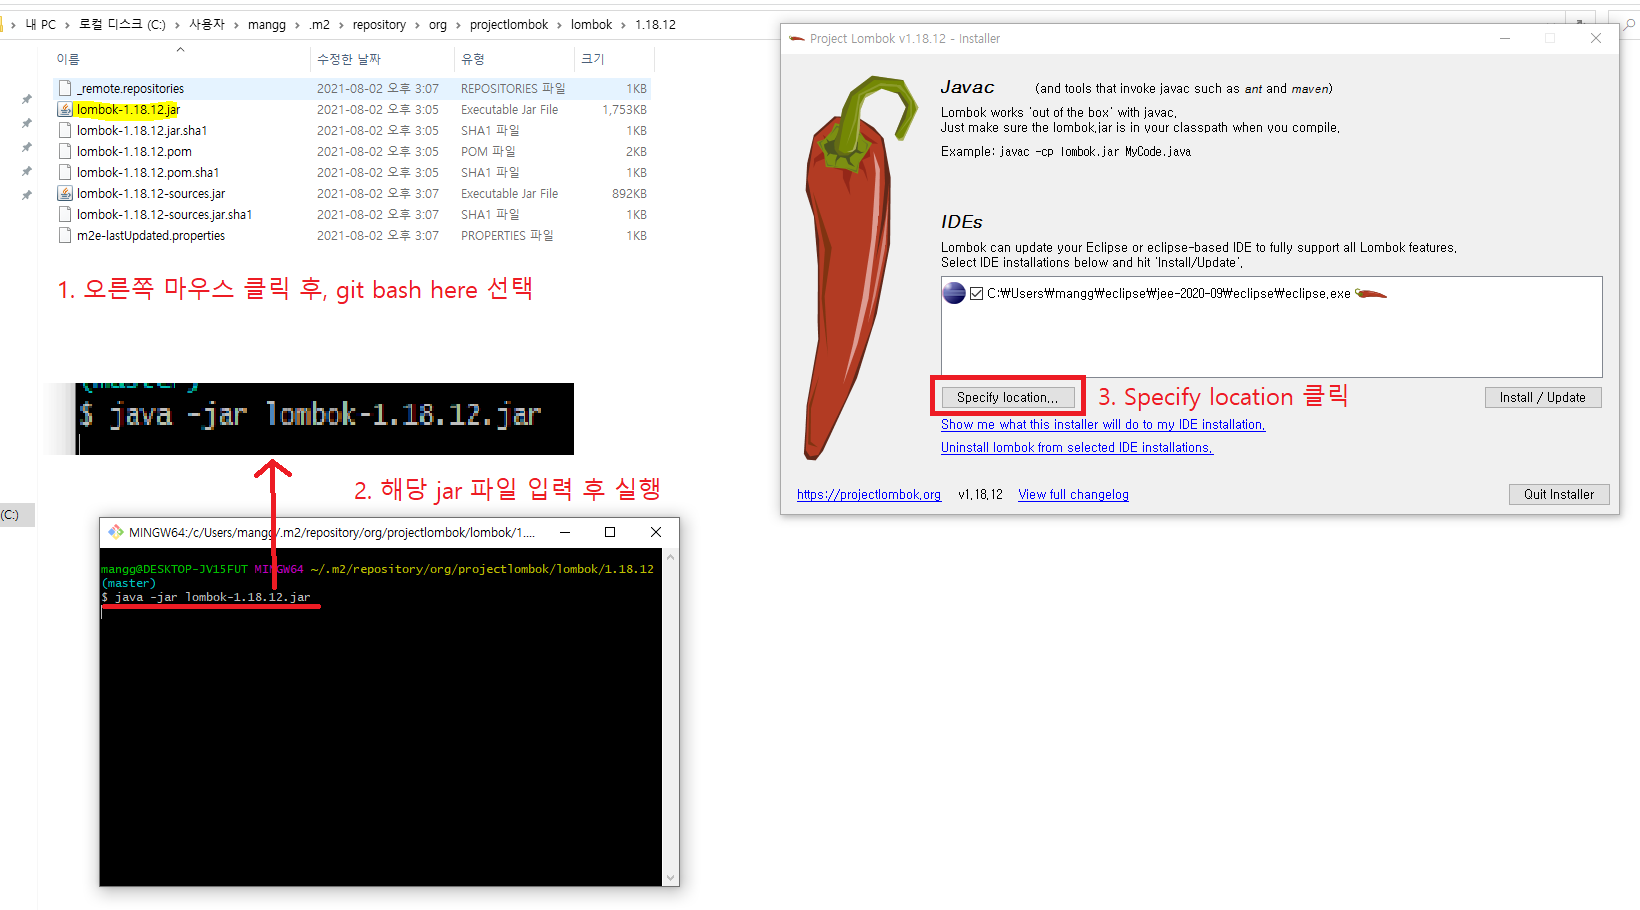 내 PC › 로컬 디스크 (C:) › 사용자 › mangg › .m2 › repository › org › projectlombok › lombok › 1.18.12
이름 수정한 날짜 유형 크기
_remote.repositories 2021-08-02 오후 3:07 REPOSITORIES 파일 1KB
lombok-1.18.12.jar 2021-08-02 오후 3:05 Executable Jar File 1,753KB
lombok-1.18.12.jar.sha1 2021-08-02 오후 3:05 SHA1 파일 1KB
lombok-1.18.12.pom 2021-08-02 오후 3:05 POM 파일 2KB
lombok-1.18.12.pom.sha1 2021-08-02 오후 3:05 SHA1 파일 1KB
lombok-1.18.12-sources.jar 2021-08-02 오후 3:07 Executable Jar File 892KB
lombok-1.18.12-sources.jar.sha1 2021-08-02 오후 3:07 SHA1 파일 1KB
m2e-lastUpdated.properties 2021-08-02 오후 3:07 PROPERTIES 파일 1KB
1. 오른쪽 마우스 클릭 후, git bash here 선택
(master)
$ java -jar lombok-1.18.12.jar
2. 해당 jar 파일 입력 후 실행
(C:)
MINGW64:/c/Users/mangg/.m2/repository/org/projectlombok/lombok/1....
mangg@DESKTOP-JV15FUT MINGW64 ~/.m2/repository/org/projectlombok/lombok/1.18.12
(master)
$ java -jar lombok-1.18.12.jar
Project Lombok v1.18.12 - Installer
Javac (and tools that invoke javac such as ant and maven)
Lombok works 'out of the box' with javac.
Just make sure the lombok.jar is in your classpath when you compile.
Example: javac -cp lombok.jar MyCode.java
IDEs
Lombok can update your Eclipse or eclipse-based IDE to fully support all Lombok features.
Select IDE installations below and hit 'Install/Update'.
C:₩Users₩mangg₩eclipse₩jee-2020-09₩eclipse₩eclipse.exe
Specify location...
3. Specify location 클릭
Install / Update
Show me what this installer will do to my IDE installation.
Uninstall lombok from selected IDE installations.
https://projectlombok.org v1.18.12 View full changelog
Quit Installer